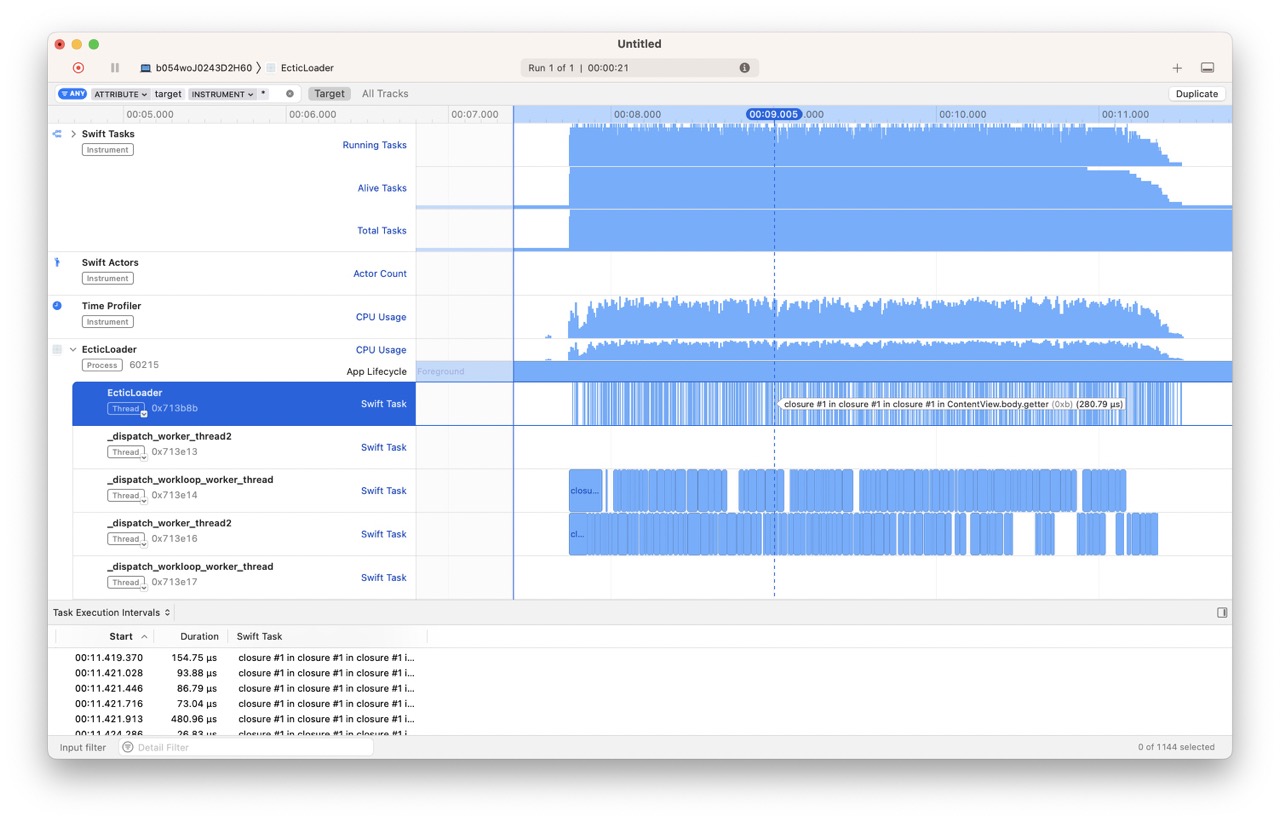 Untitled
b054woJ0243D2H60 〉 EcticLoader
Run 1 of 1 | 00:00:21
ANY ATTRIBUTE target INSTRUMENT * Target All Tracks Duplicate
00:05.000 00:06.000 00:07.000 00:08.000 00:09.005 .000 00:10.000 00:11.000
Swift Tasks
Instrument
Running Tasks
Alive Tasks
Total Tasks
Swift Actors
Instrument
Actor Count
Time Profiler
Instrument
CPU Usage
EcticLoader
Process 60215
CPU Usage
App Lifecycle Foreground
EcticLoader
Thread 0x713b8b
Swift Task
closure #1 in closure #1 in closure #1 in ContentView.body.getter (0xb) (280.79 µs)
_dispatch_worker_thread2
Thread 0x713e13
Swift Task
_dispatch_workloop_worker_thread
Thread 0x713e14
Swift Task
closu...
_dispatch_worker_thread2
Thread 0x713e16
Swift Task
cl...
_dispatch_workloop_worker_thread
Thread 0x713e17
Swift Task
Task Execution Intervals
Start Duration Swift Task
00:11.419.370 154.75 µs closure #1 in closure #1 in closure #1 i...
00:11.421.028 93.88 µs closure #1 in closure #1 in closure #1 i...
00:11.421.446 86.79 µs closure #1 in closure #1 in closure #1 i...
00:11.421.716 73.04 µs closure #1 in closure #1 in closure #1 i...
00:11.421.913 480.96 µs closure #1 in closure #1 in closure #1 i...
00:11.424.286 26.83 µs closure #1 in closure #1 in closure #1 i...
Input filter Detail Filter 0 of 1144 selected